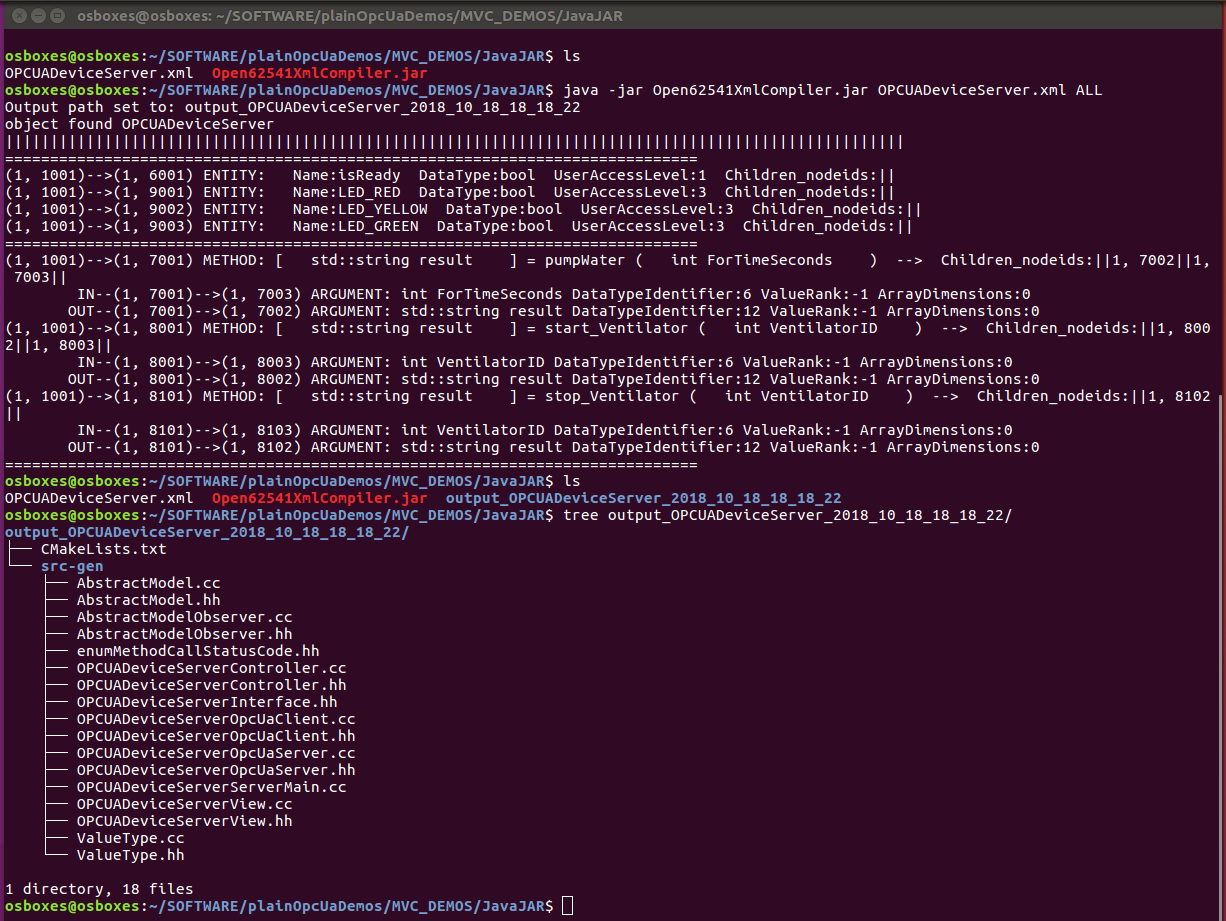 osboxes@osboxes: ~/SOFTWARE/plainOpcUaDemos/MVC_DEMOS/JavaJAR
osboxes@osboxes:~/SOFTWARE/plainOpcUaDemos/MVC_DEMOS/JavaJAR$ ls
OPCUADeviceServer.xml  Open62541XmlCompiler.jar
osboxes@osboxes:~/SOFTWARE/plainOpcUaDemos/MVC_DEMOS/JavaJAR$ java -jar Open62541XmlCompiler.jar OPCUADeviceServer.xml ALL
Output path set to: output_OPCUADeviceServer_2018_10_18_18_18_22
object found OPCUADeviceServer
||||||||||||||||||||||||||||||||||||||||||||||||||||||||||||||||||||||||||||||||||||||||||||||||||||
=============================================================================
(1, 1001)-->(1, 6001) ENTITY:   Name:isReady  DataType:bool  UserAccessLevel:1  Children_nodeids:||
(1, 1001)-->(1, 9001) ENTITY:   Name:LED_RED  DataType:bool  UserAccessLevel:3  Children_nodeids:||
(1, 1001)-->(1, 9002) ENTITY:   Name:LED_YELLOW  DataType:bool  UserAccessLevel:3  Children_nodeids:||
(1, 1001)-->(1, 9003) ENTITY:   Name:LED_GREEN  DataType:bool  UserAccessLevel:3  Children_nodeids:||
=============================================================================
(1, 1001)-->(1, 7001) METHOD: [   std::string result    ] = pumpWater (   int ForTimeSeconds    )  -->  Children_nodeids:||1, 7002||1,
 7003||
        IN--(1, 7001)-->(1, 7003) ARGUMENT: int ForTimeSeconds DataTypeIdentifier:6 ValueRank:-1 ArrayDimensions:0
       OUT--(1, 7001)-->(1, 7002) ARGUMENT: std::string result DataTypeIdentifier:12 ValueRank:-1 ArrayDimensions:0
(1, 1001)-->(1, 8001) METHOD: [   std::string result    ] = start_Ventilator (   int VentilatorID    )  -->  Children_nodeids:||1, 800
2||1, 8003||
        IN--(1, 8001)-->(1, 8003) ARGUMENT: int VentilatorID DataTypeIdentifier:6 ValueRank:-1 ArrayDimensions:0
       OUT--(1, 8001)-->(1, 8002) ARGUMENT: std::string result DataTypeIdentifier:12 ValueRank:-1 ArrayDimensions:0
(1, 1001)-->(1, 8101) METHOD: [   std::string result    ] = stop_Ventilator (   int VentilatorID    )  -->  Children_nodeids:||1, 8102
||
        IN--(1, 8101)-->(1, 8103) ARGUMENT: int VentilatorID DataTypeIdentifier:6 ValueRank:-1 ArrayDimensions:0
       OUT--(1, 8101)-->(1, 8102) ARGUMENT: std::string result DataTypeIdentifier:12 ValueRank:-1 ArrayDimensions:0
=============================================================================
osboxes@osboxes:~/SOFTWARE/plainOpcUaDemos/MVC_DEMOS/JavaJAR$ ls
OPCUADeviceServer.xml  Open62541XmlCompiler.jar  output_OPCUADeviceServer_2018_10_18_18_18_22
osboxes@osboxes:~/SOFTWARE/plainOpcUaDemos/MVC_DEMOS/JavaJAR$ tree output_OPCUADeviceServer_2018_10_18_18_18_22/
output_OPCUADeviceServer_2018_10_18_18_18_22/
├── CMakeLists.txt
└── src-gen
    ├── AbstractModel.cc
    ├── AbstractModel.hh
    ├── AbstractModelObserver.cc
    ├── AbstractModelObserver.hh
    ├── enumMethodCallStatusCode.hh
    ├── OPCUADeviceServerController.cc
    ├── OPCUADeviceServerController.hh
    ├── OPCUADeviceServerInterface.hh
    ├── OPCUADeviceServerOpcUaClient.cc
    ├── OPCUADeviceServerOpcUaClient.hh
    ├── OPCUADeviceServerOpcUaServer.cc
    ├── OPCUADeviceServerOpcUaServer.hh
    ├── OPCUADeviceServerServerMain.cc
    ├── OPCUADeviceServerView.cc
    ├── OPCUADeviceServerView.hh
    ├── ValueType.cc
    └── ValueType.hh
1 directory, 18 files
osboxes@osboxes:~/SOFTWARE/plainOpcUaDemos/MVC_DEMOS/JavaJAR$